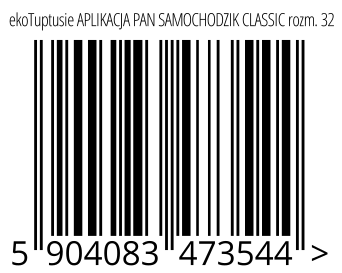 ekoTuptusie APLIKACJA PAN SAMOCHODZIK CLASSIC rozm. 32
5 904083 473544 >